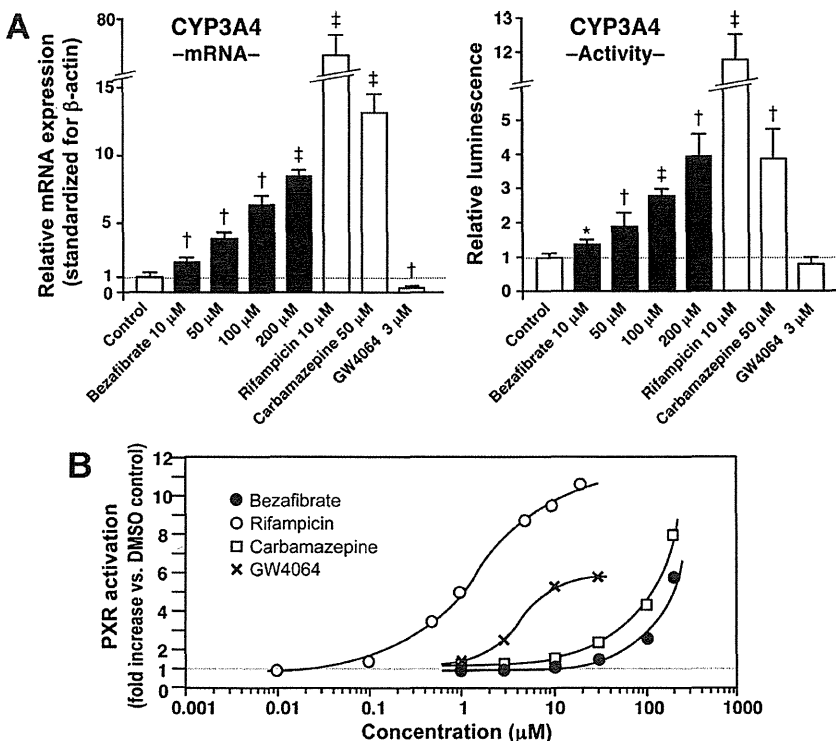 A
CYP3A4
–mRNA–
Relative mRNA expression
(standardized for β-actin)
80
15
10
5
1
0
†
†
†
‡
‡
‡
†
Control
Bezafibrate 10 µM
50 µM
100 µM
200 µM
Rifampicin 10 µM
Carbamazepine 50 µM
GW4064 3 µM
CYP3A4
–Activity–
Relative luminescence
13
12
5
4
3
2
1
0
*
†
‡
†
‡
†
Control
Bezafibrate 10 µM
50 µM
100 µM
200 µM
Rifampicin 10 µM
Carbamazepine 50 µM
GW4064 3 µM
B
PXR activation
(fold increase vs. DMSO control)
12
10
8
6
4
2
1
0
Bezafibrate
Rifampicin
Carbamazepine
GW4064
0.001
0.01
0.1
1
10
100
1000
Concentration (µM)